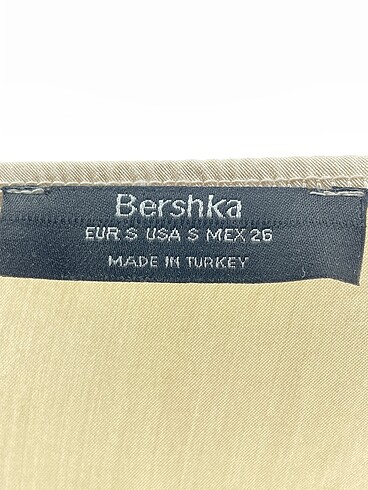 Bershka
EUR S USA S MEX 26
MADE IN TURKEY